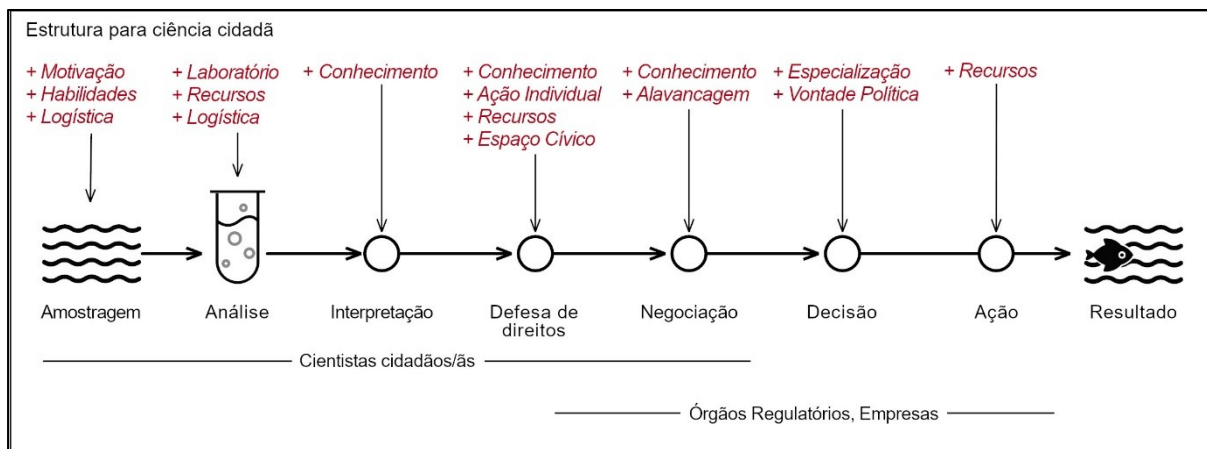 Estrutura para ciência cidadã
+ Motivação
+ Habilidades
+ Logística
+ Laboratório
+ Recursos
+ Logística
+ Conhecimento
+ Conhecimento
+ Ação Individual
+ Recursos
+ Espaço Cívico
+ Conhecimento
+ Alavancagem
+ Especialização
+ Vontade Política
+ Recursos
Amostragem
Análise
Interpretação
Defesa de
direitos
Negociação
Decisão
Ação
Resultado
Cientistas cidadãos/ãs
Órgãos Regulatórios, Empresas